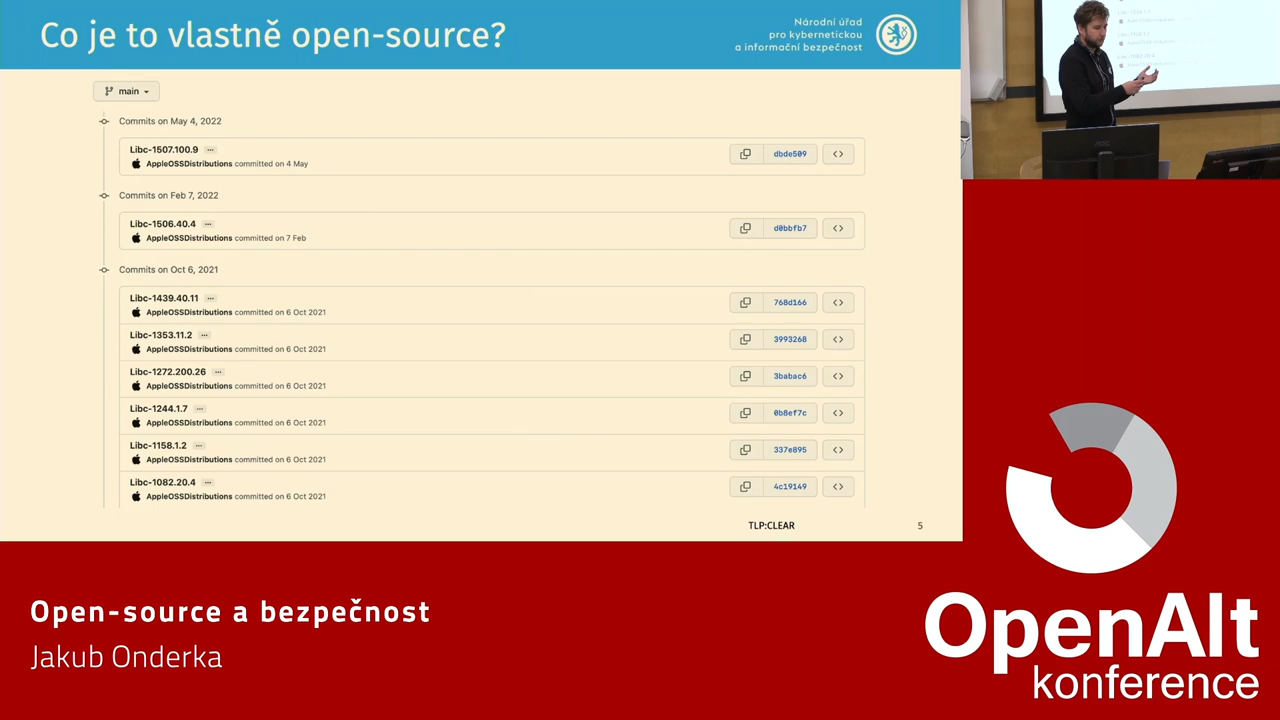 Co je to vlastně open-source?
Národní úřad
pro kybernetickou
a informační bezpečnost
main
Commits on May 4, 2022
Libc-1507.100.9
AppleOSSDistributions committed on 4 May
dbde509
Commits on Feb 7, 2022
Libc-1506.40.4
AppleOSSDistributions committed on 7 Feb
d0bbfb7
Commits on Oct 6, 2021
Libc-1439.40.11
AppleOSSDistributions committed on 6 Oct 2021
768d166
Libc-1353.11.2
AppleOSSDistributions committed on 6 Oct 2021
3993268
Libc-1272.200.26
AppleOSSDistributions committed on 6 Oct 2021
3babac6
Libc-1244.1.7
AppleOSSDistributions committed on 6 Oct 2021
0b8ef7c
Libc-1158.1.2
AppleOSSDistributions committed on 6 Oct 2021
337e895
Libc-1082.20.4
AppleOSSDistributions committed on 6 Oct 2021
4c19149
TLP:CLEAR
5
Open-source a bezpečnost
Jakub Onderka
OpenAlt
konference